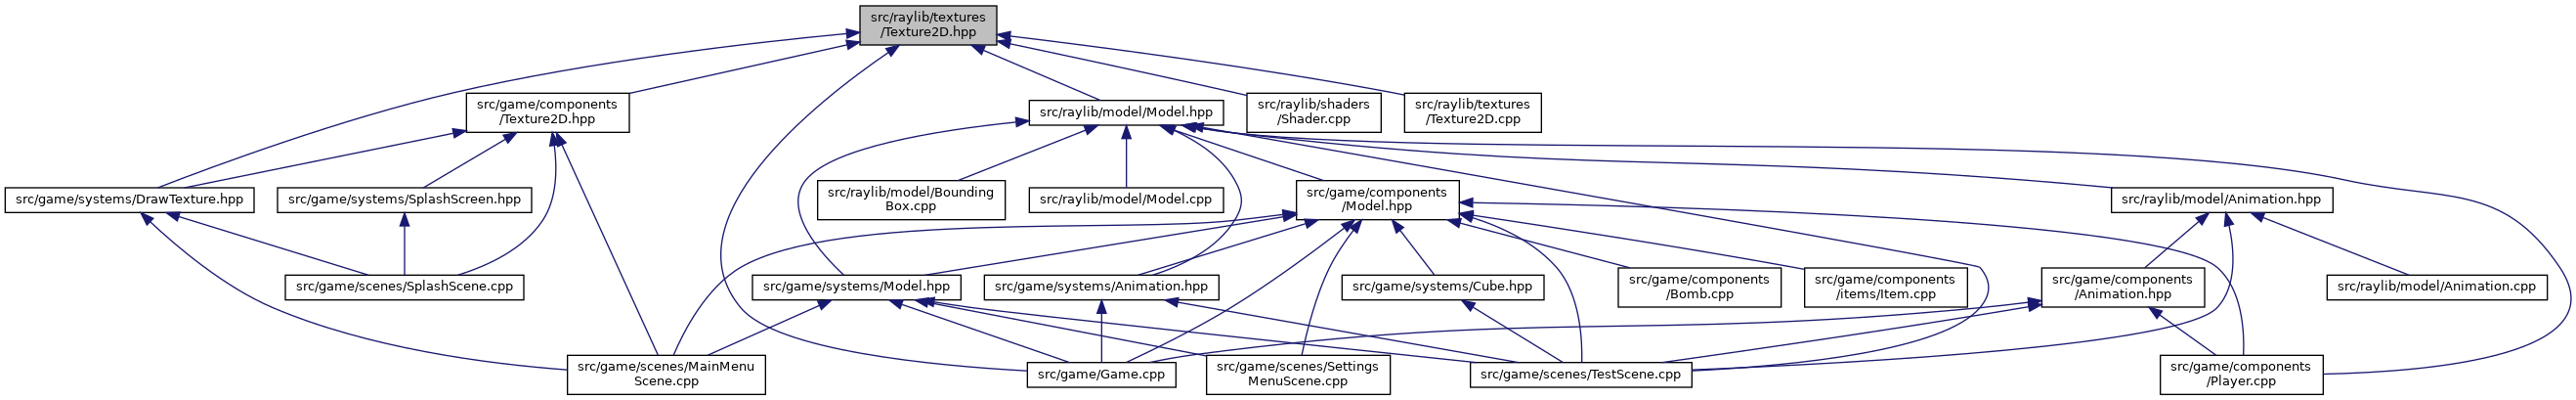 src/raylib/textures
/Texture2D.hpp
src/game/components
/Texture2D.hpp
src/raylib/model/Model.hpp
src/raylib/shaders
/Shader.cpp
src/raylib/textures
/Texture2D.cpp
src/game/systems/DrawTexture.hpp
src/game/systems/SplashScreen.hpp
src/raylib/model/Bounding
Box.cpp
src/raylib/model/Model.cpp
src/game/components
/Model.hpp
src/raylib/model/Animation.hpp
src/game/scenes/SplashScene.cpp
src/game/systems/Model.hpp
src/game/systems/Animation.hpp
src/game/systems/Cube.hpp
src/game/components
/Bomb.cpp
src/game/components
/items/Item.cpp
src/game/components
/Animation.hpp
src/raylib/model/Animation.cpp
src/game/scenes/MainMenu
Scene.cpp
src/game/Game.cpp
src/game/scenes/Settings
MenuScene.cpp
src/game/scenes/TestScene.cpp
src/game/components
/Player.cpp